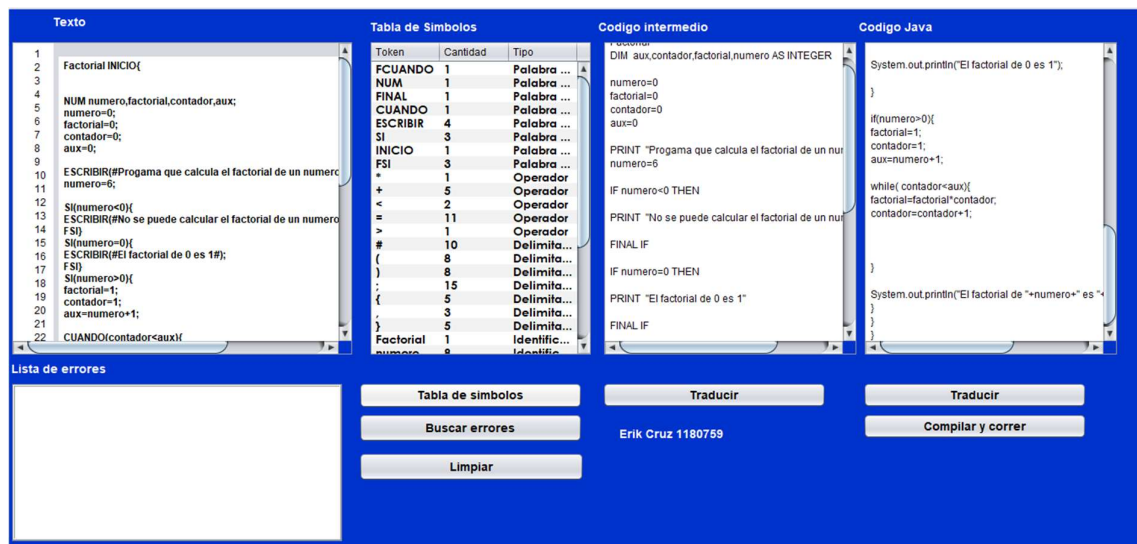 Texto
1
2 Factorial INICIO{
3
4
5 NUM numero,factorial,contador,aux;
6 numero=0;
7 factorial=0;
8 contador=0;
9 aux=0;
10 ESCRIBIR(#Progama que calcula el factorial de un numero
11 numero=6;
12 SI(numero<0){
13 ESCRIBIR(#No se puede calcular el factorial de un numero
14 FSI}
15 SI(numero=0){
16 ESCRIBIR(#El factorial de 0 es 1#);
17 FSI}
18 SI(numero>0){
19 factorial=1;
20 contador=1;
21 aux=numero+1;
22 CUANDO(contador<aux){
Tabla de Simbolos
Token Cantidad Tipo
FCUANDO 1 Palabra ...
NUM 1 Palabra ...
FINAL 1 Palabra ...
CUANDO 1 Palabra ...
ESCRIBIR 4 Palabra ...
SI 3 Palabra ...
INICIO 1 Palabra ...
FSI 3 Palabra ...
* 1 Operador
+ 5 Operador
< 2 Operador
= 11 Operador
> 1 Operador
# 10 Delimita...
( 8 Delimita...
) 8 Delimita...
; 15 Delimita...
{ 5 Delimita...
, 3 Delimita...
} 5 Delimita...
Factorial 1 Identific...
numero 8 Identific
Codigo intermedio
Factorial
DIM aux,contador,factorial,numero AS INTEGER
numero=0
factorial=0
contador=0
aux=0
PRINT "Progama que calcula el factorial de un nu
numero=6
IF numero<0 THEN
PRINT "No se puede calcular el factorial de un nu
FINAL IF
IF numero=0 THEN
PRINT "El factorial de 0 es 1"
FINAL IF
Codigo Java
System.out.println("El factorial de 0 es 1");
}
if(numero>0){
factorial=1;
contador=1;
aux=numero+1;
while( contador<aux){
factorial=factorial*contador;
contador=contador+1;
}
System.out.println("El factorial de "+numero+" es "+
}
}
}
Lista de errores
Tabla de simbolos
Buscar errores
Limpiar
Traducir
Erik Cruz 1180759
Traducir
Compilar y correr